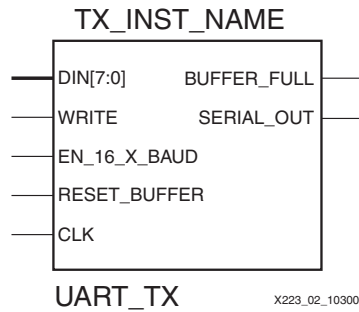 TX_INST_NAME
DIN[7:0] BUFFER_FULL
WRITE SERIAL_OUT
EN_16_X_BAUD
RESET_BUFFER
CLK
UART_TX X223_02_10300